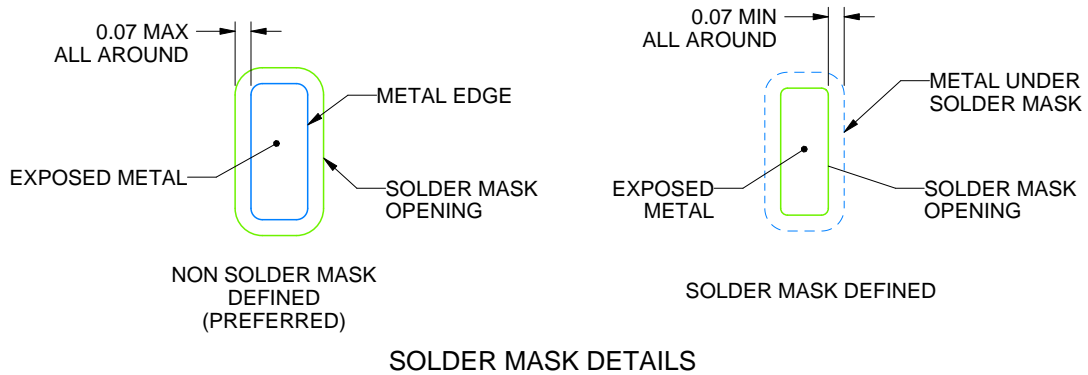 0.07 MAX
ALL AROUND
METAL EDGE
EXPOSED METAL
SOLDER MASK
OPENING
NON SOLDER MASK
DEFINED
(PREFERRED)
0.07 MIN
ALL AROUND
METAL UNDER
SOLDER MASK
EXPOSED
METAL
SOLDER MASK
OPENING
SOLDER MASK DEFINED
SOLDER MASK DETAILS